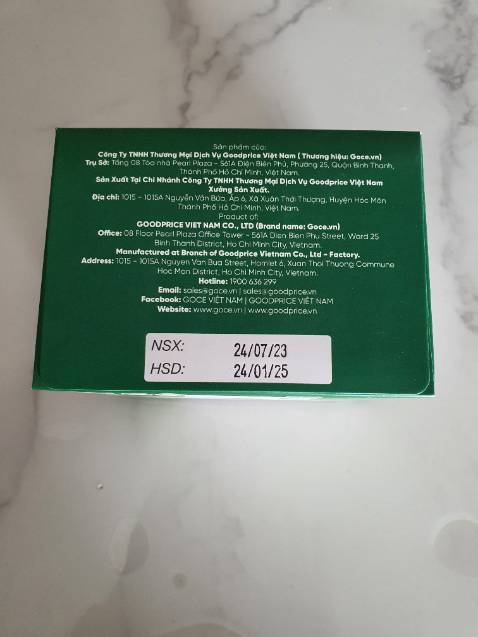 Sản phẩm của:
Công Ty TNHH Thương Mại Dịch Vụ Goodprice Việt Nam ( Thương hiệu: Goce.vn)
Trụ Sở: Tầng 08 Tòa nhà Pearl Plaza - 561A Điện Biên Phủ, Phường 25, Quận Bình Thạnh,
Thành Phố Hồ Chí Minh, Việt Nam.
Sản Xuất Tại Chi Nhánh Công Ty TNHH Thương Mại Dịch Vụ Goodprice Việt Nam
Xưởng Sản Xuất.
Địa chỉ: 1015 - 1015A Nguyễn Văn Bứa, Ấp 6, Xã Xuân Thới Thượng, Huyện Hóc Môn
Thành Phố Hồ Chí Minh, Việt Nam.
Product of:
GOODPRICE VIET NAM CO., LTD (Brand name: Goce.vn)
Office: 08 Floor Pearl Plaza Office Tower - 561A Dien Bien Phu Street, Ward 25
Binh Thanh District, Ho Chi Minh City, Vietnam.
Manufactured at Branch of Goodprice Vietnam Co., Ltd - Factory.
Address: 1015 - 1015A Nguyen Van Bua Street, Hamlet 6, Xuan Thoi Thuong Commune
Hoc Mon District, Ho Chi Minh City, Vietnam.
Hotline: 1900 636 299
Email: sales@goce.vn | sales@goodprice.vn
Facebook: GOCE VIỆT NAM | GOODPRICE VIỆT NAM
Website: www.goce.vn | www.goodprice.vn
NSX: 24/07/23
HSD: 24/01/25